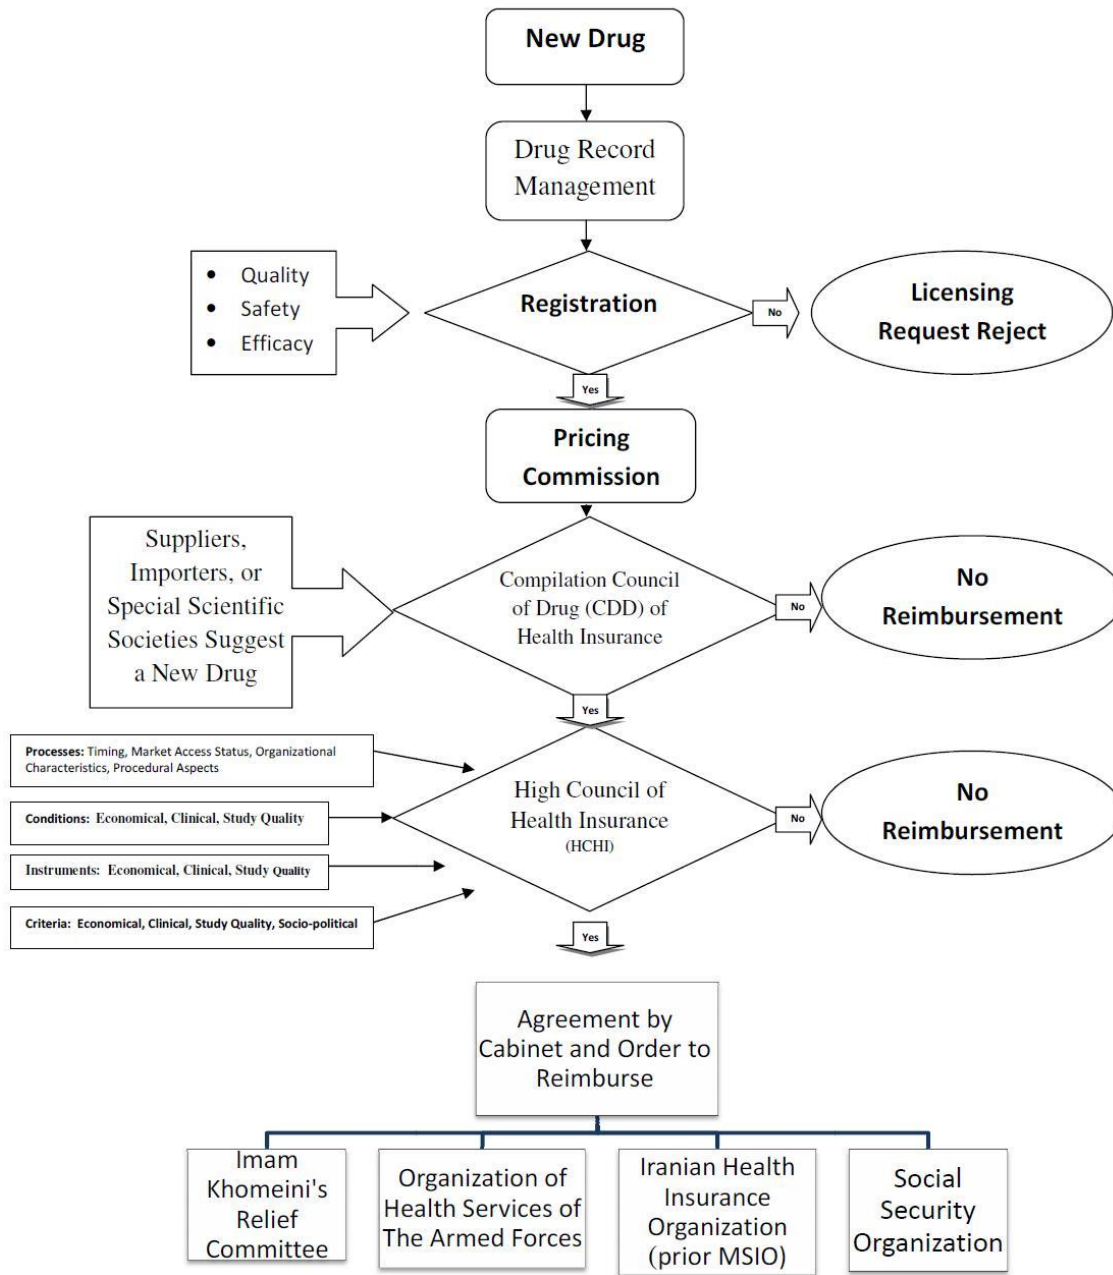 New Drug
Drug Record
Management
• Quality
• Safety
• Efficacy
Registration
No
Licensing
Request Reject
Yes
Pricing
Commission
Suppliers,
Importers, or
Special Scientific
Societies Suggest
a New Drug
Compilation Council
of Drug (CDD) of
Health Insurance
No
No
Reimbursement
Yes
Processes: Timing, Market Access Status, Organizational
Characteristics, Procedural Aspects
Conditions: Economical, Clinical, Study Quality
Instruments: Economical, Clinical, Study Quality
Criteria: Economical, Clinical, Study Quality, Socio-political
High Council of
Health Insurance
(HCHI)
No
No
Reimbursement
Yes
Agreement by
Cabinet and Order to
Reimburse
Imam
Khomeini's
Relief
Committee
Organization of
Health Services of
The Armed Forces
Iranian Health
Insurance
Organization
(prior MSIO)
Social
Security
Organization